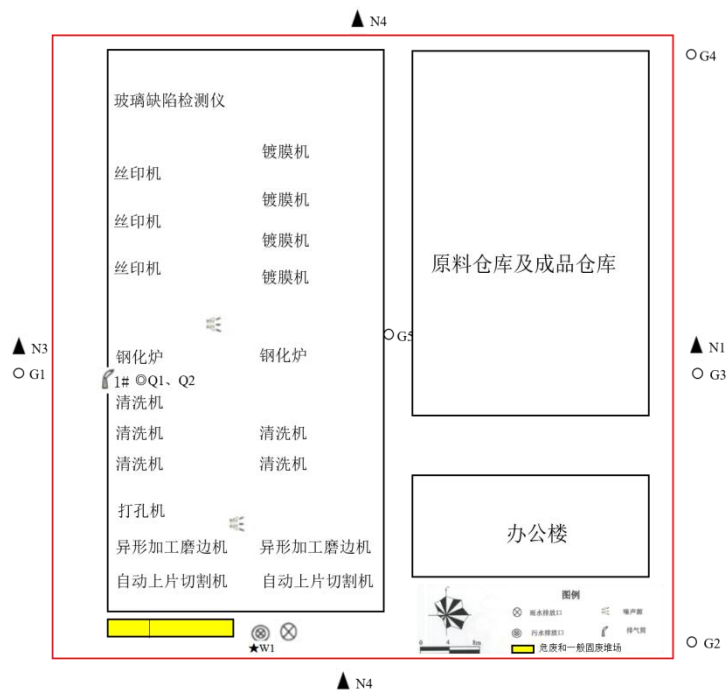 N4
G4
玻璃缺陷检测仪
镀膜机
丝印机
镀膜机
丝印机
镀膜机
丝印机
镀膜机
原料仓库及成品仓库
G5
N3
N1
钢化炉 钢化炉
G1
1# ◎Q1、Q2
G3
清洗机
清洗机 清洗机
清洗机 清洗机
打孔机
办公楼
异形加工磨边机 异形加工磨边机
自动上片切割机 自动上片切割机
图例
雨水排放口 噪声源
污水排放口 排气筒
0 4 8m
危废和一般固废堆场
★W1
G2
N4